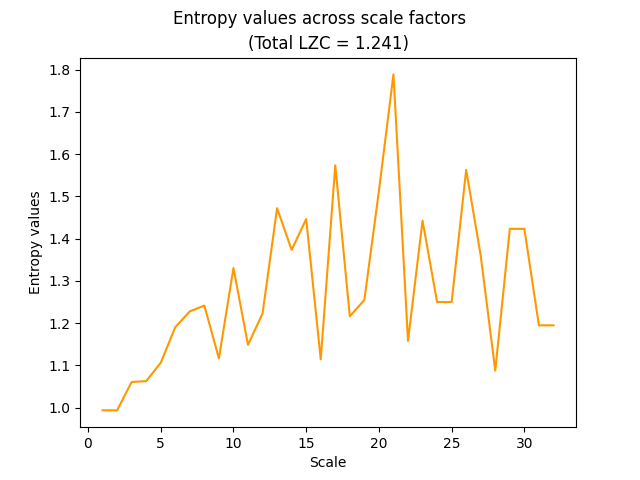 Entropy values across scale factors
(Total LZC = 1.241)
1.8
1.7
1.6
1.5
1.4
1.3
1.2
1.1
1.0
Entropy values
0 5 10 15 20 25 30
Scale